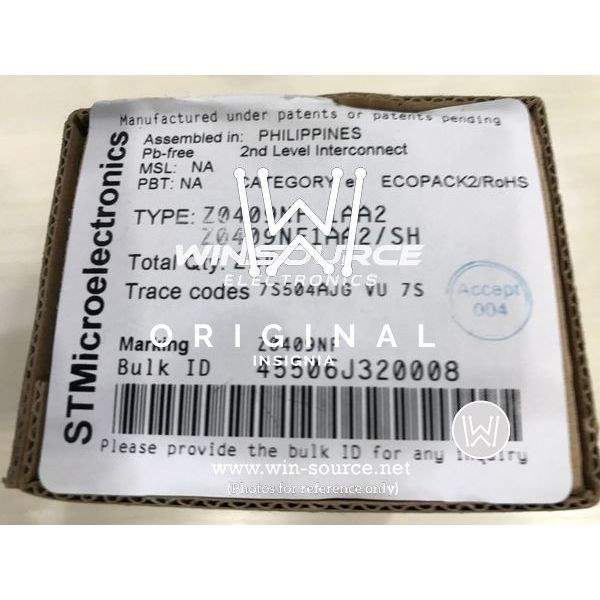 Manufactured under patents or patents pending
STMicroelectronics
Assembled in: PHILIPPINES
Pb-free 2nd Level Interconnect
MSL: NA
PBT: NA CATEGORY e ECOPACK2/RoHS
TYPE: Z0409NF 1AA2
Z0409NF1AA2/SH
WINSOURCE
ELECTRONICS
Total Qty.
Trace codes 7S504AJG VU 7S
Accept
004
ORIGINAL
INSIGNIA
Marking Z0409NF
Bulk ID 45506J320008
Please provide the bulk ID for any inquiry
www.win-source.net
(Photos for reference only)